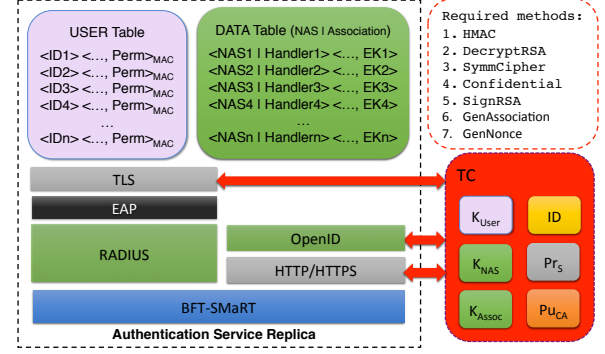 USER Table
<ID1> <..., Perm>MAC
<ID2> <..., Perm>MAC
<ID3> <..., Perm>MAC
<ID4> <..., Perm>MAC
...
<IDn> <..., Perm>MAC
DATA Table (NAS | Association)
<NAS1 | Handler1> <..., EK1>
<NAS2 | Handler2> <..., EK2>
<NAS3 | Handler3> <..., EK3>
<NAS4 | Handler4> <..., EK4>
...
<NASn | Handlern> <..., EKn>
Required methods:
1. HMAC
2. DecryptRSA
3. SymmCipher
4. Confidential
5. SignRSA
6. GenAssociation
7. GenNonce
TLS
EAP
RADIUS
OpenID
HTTP/HTTPS
BFT-SMaRT
Authentication Service Replica
TC
KUser
ID
KNAS
PrS
KAssoc
PuCA